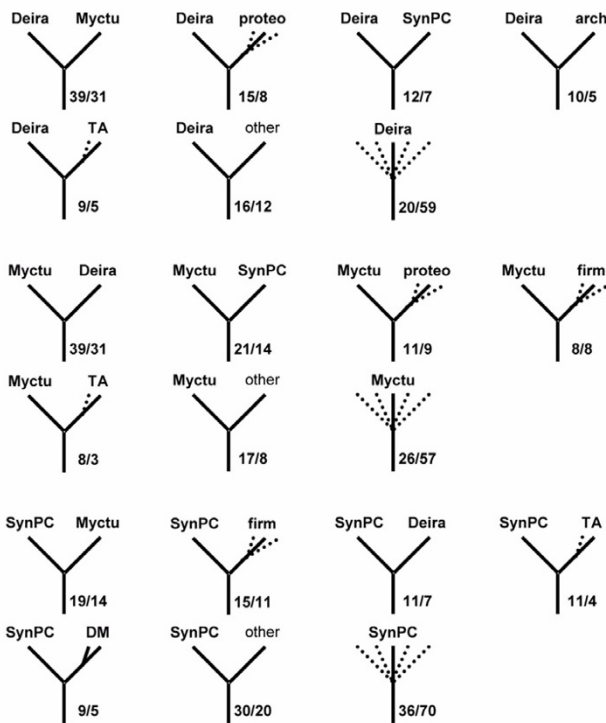 Deira Myctu Deira proteo Deira SynPC Deira arch
39/31 15/8 12/7 10/5
Deira TA Deira other Deira
9/5 16/12 20/59
Myctu Deira Myctu SynPC Myctu proteo Myctu firm
39/31 21/14 11/9 8/8
Myctu TA Myctu other Myctu
8/3 17/8 26/57
SynPC Myctu SynPC firm SynPC Deira SynPC TA
19/14 15/11 11/7 11/4
SynPC DM SynPC other SynPC
9/5 30/20 36/70